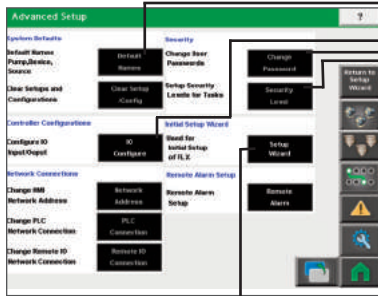 Advanced Setup
?
System Defaults
Default Names
Pump,Device,
Source
Default
Names
Clear Setups and
Configurations
Clear Setup
/Config
Controller Configurations
Configure IO
Input/Ouput
IO
Configure
Network Connections
Change HMI
Network Address
Network
Address
Change PLC
Network Connection
PLC
Connection
Change Remote IO
Network Connection
Remote IO
Connection
Security
Change User
Passwords
Change
Password
Setup Security
Levels for Tasks
Security
Level
Initial Setup Wizard
Used for
Initial Setup
of ILX
Setup
Wizard
Remote Alarm Setup
Remote Alarm
Setup
Remote
Alarm
Return to
Setup
Wizard